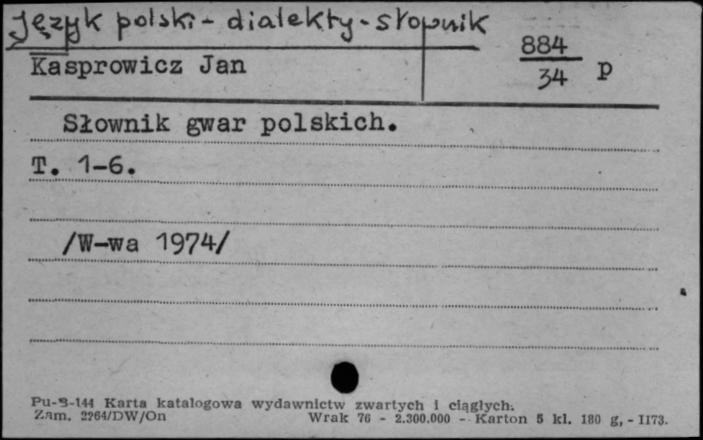 Język polski - dialekty - słownik
Kasprowicz Jan
884
34 p
Słownik gwar polskich.
T. 1-6.
/W-wa 1974/
Pu-S-144 Karta katalogowa wydawnictw zwartych i ciągłych.
Zam. 2264/DW/On Wrak 76 - 2.300.000 - Karton 5 kl. 180 g, - II73.